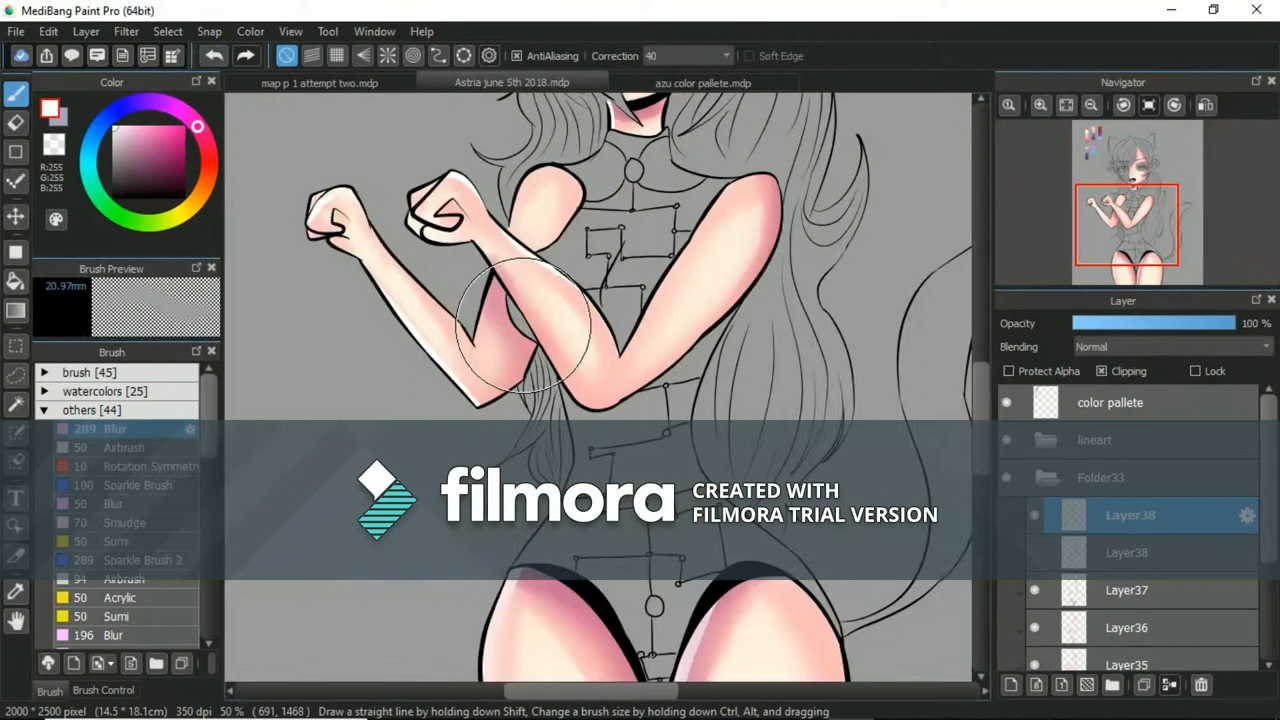 MediBang Paint Pro (64bit)
File Edit Layer Filter Select Snap Color View Tool Window Help
AntiAliasing Correction 40 Soft Edge
Color
map p 1 attempt two.mdp
Astria june 5th 2018.mdp
azu color pallete.mdp
Navigator
R:255
G:255
B:255
Brush Preview
20.97mm
Layer
Opacity 100 %
Blending Normal
Protect Alpha Clipping Lock
Brush
brush [45]
watercolors [25]
others [44]
289 Blur
50 Airbrush
10 Rotation Symmetry
100 Sparkle Brush
50 Blur
70 Smudge
50 Sumi
289 Sparkle Brush 2
94 Airbrush
50 Acrylic
50 Sumi
196 Blur
color pallete
lineart
Folder33
Layer38
Layer38
Layer37
Layer36
Layer35
filmora
CREATED WITH
FILMORA TRIAL VERSION
Brush Brush Control
2000 * 2500 pixel (14.5 * 18.1cm) 350 dpi 50 % ( 691, 1468 ) Draw a straight line by holding down Shift, Change a brush size by holding down Ctrl, Alt, and dragging